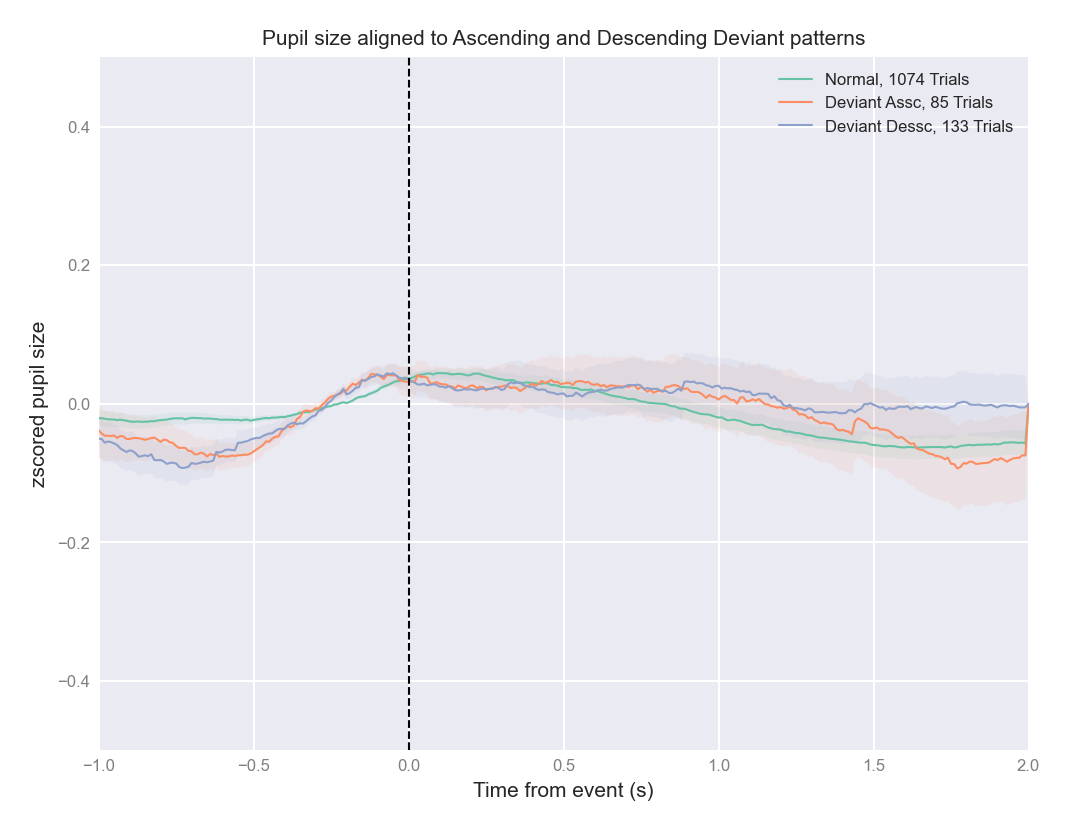 Pupil size aligned to Ascending and Descending Deviant patterns
Normal, 1074 Trials
Deviant Assc, 85 Trials
Deviant Dessc, 133 Trials
zscored pupil size
0.4
0.2
0.0
−0.2
−0.4
−1.0 −0.5 0.0 0.5 1.0 1.5 2.0
Time from event (s)